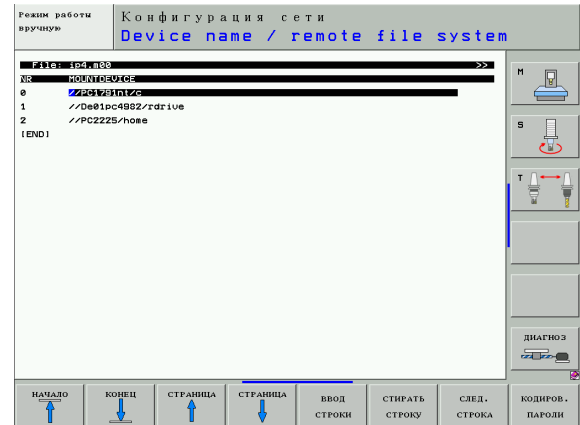 Режим работы
вручную
Конфигурация сети
Device name / remote file system
File: ip4.m00 >>
NR MOUNTDEVICE
0 //PC1791nt/c
1 //De01pc4982/rdrive
2 //PC2225/home
[END]
M
S
T
ДИАГНОЗ
НАЧАЛО
КОНЕЦ
СТРАНИЦА
СТРАНИЦА
ВВОД
СТРОКИ
СТИРАТЬ
СТРОКУ
СЛЕД.
СТРОКА
КОДИРОВ.
ПАРОЛИ